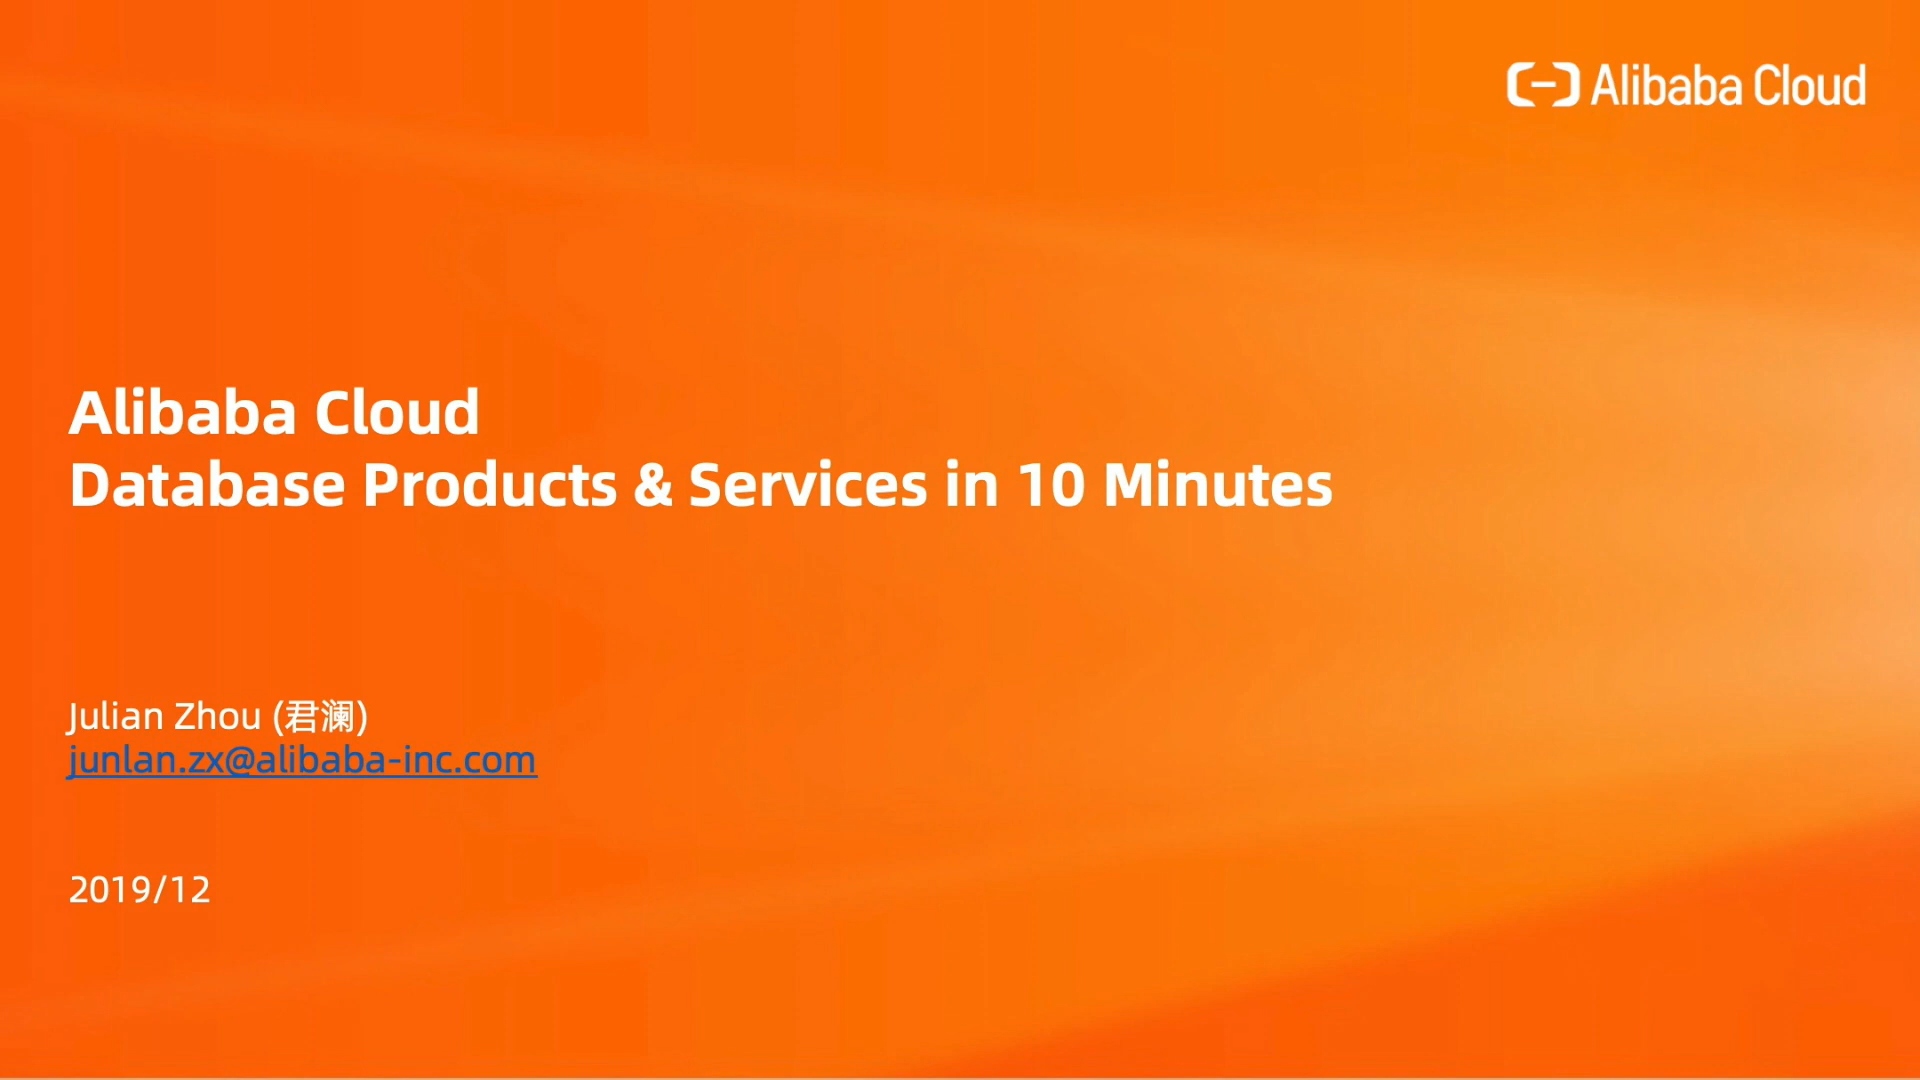 Alibaba Cloud
Alibaba Cloud
Database Products & Services in 10 Minutes
Julian Zhou (君澜)
junlan.zx@alibaba-inc.com
2019/12